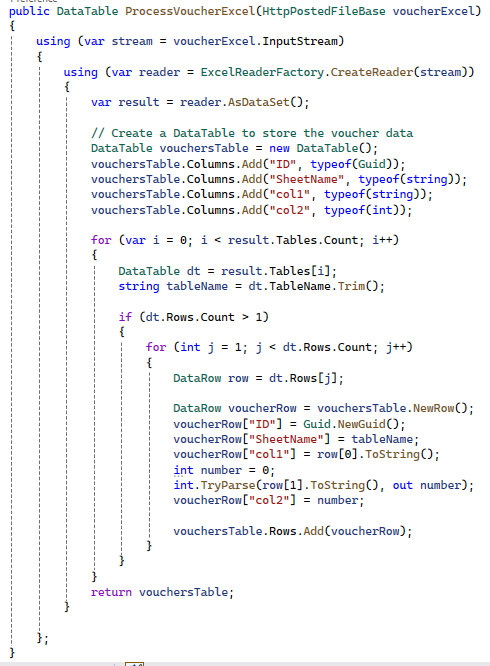 public DataTable ProcessVoucherExcel(HttpPostedFileBase voucherExcel)
{
    using (var stream = voucherExcel.InputStream)
    {
        using (var reader = ExcelReaderFactory.CreateReader(stream))
        {
            var result = reader.AsDataSet();

            // Create a DataTable to store the voucher data
            DataTable vouchersTable = new DataTable();
            vouchersTable.Columns.Add("ID", typeof(Guid));
            vouchersTable.Columns.Add("SheetName", typeof(string));
            vouchersTable.Columns.Add("col1", typeof(string));
            vouchersTable.Columns.Add("col2", typeof(int));

            for (var i = 0; i < result.Tables.Count; i++)
            {
                DataTable dt = result.Tables[i];
                string tableName = dt.TableName.Trim();

                if (dt.Rows.Count > 1)
                {
                    for (int j = 1; j < dt.Rows.Count; j++)
                    {
                        DataRow row = dt.Rows[j];

                        DataRow voucherRow = vouchersTable.NewRow();
                        voucherRow["ID"] = Guid.NewGuid();
                        voucherRow["SheetName"] = tableName;
                        voucherRow["col1"] = row[0].ToString();
                        int number = 0;
                        int.TryParse(row[1].ToString(), out number);
                        voucherRow["col2"] = number;

                        vouchersTable.Rows.Add(voucherRow);
                    }
                }
            }
            return vouchersTable;
        }

    };
}